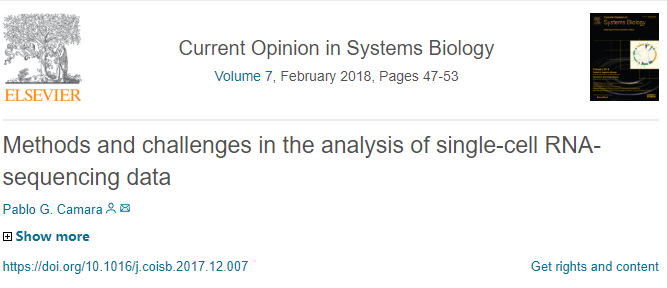 Current Opinion in Systems Biology
Volume 7, February 2018, Pages 47-53
ELSEVIER
Methods and challenges in the analysis of single-cell RNA-
sequencing data
Pablo G. Camara
Show more
https://doi.org/10.1016/j.coisb.2017.12.007
Get rights and content